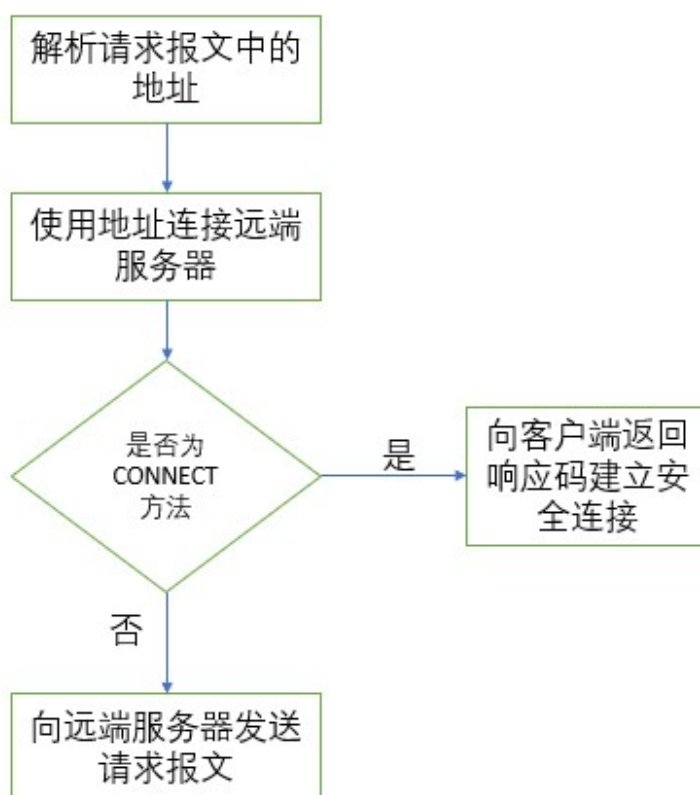 解析请求报文中的
地址
使用地址连接远端
服务器
是否为
CONNECT
方法
是
向客户端返回
响应码建立安
全连接
否
向远端服务器发送
请求报文